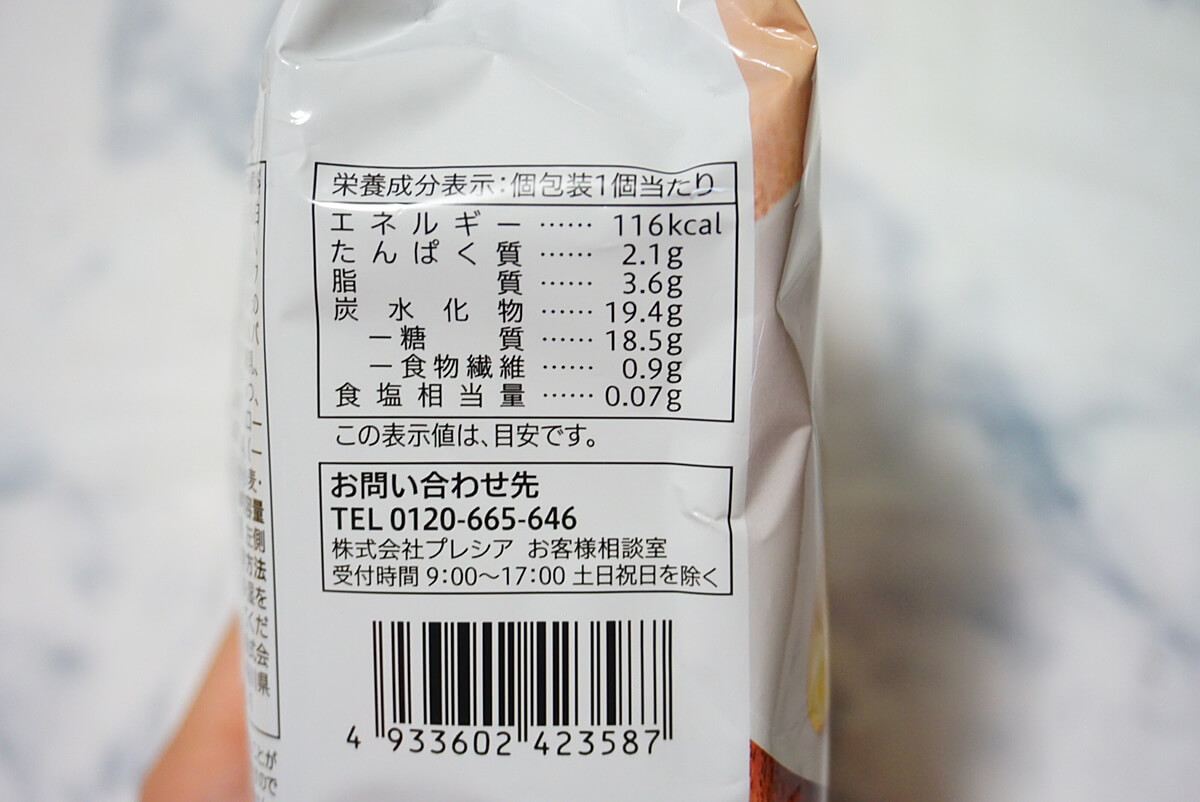 栄養成分表示:個包装1個当たり
エネルギー …… 116kcal
たんぱく質 …… 2.1g
脂質 …… 3.6g
炭水化物 …… 19.4g
ー糖質 …… 18.5g
ー食物繊維 …… 0.9g
食塩相当量 …… 0.07g
この表示値は、目安です。
お問い合わせ先
TEL 0120-665-646
株式会社プレシア お客様相談室
受付時間 9:00～17:00 土日祝日を除く
4 933602 423587